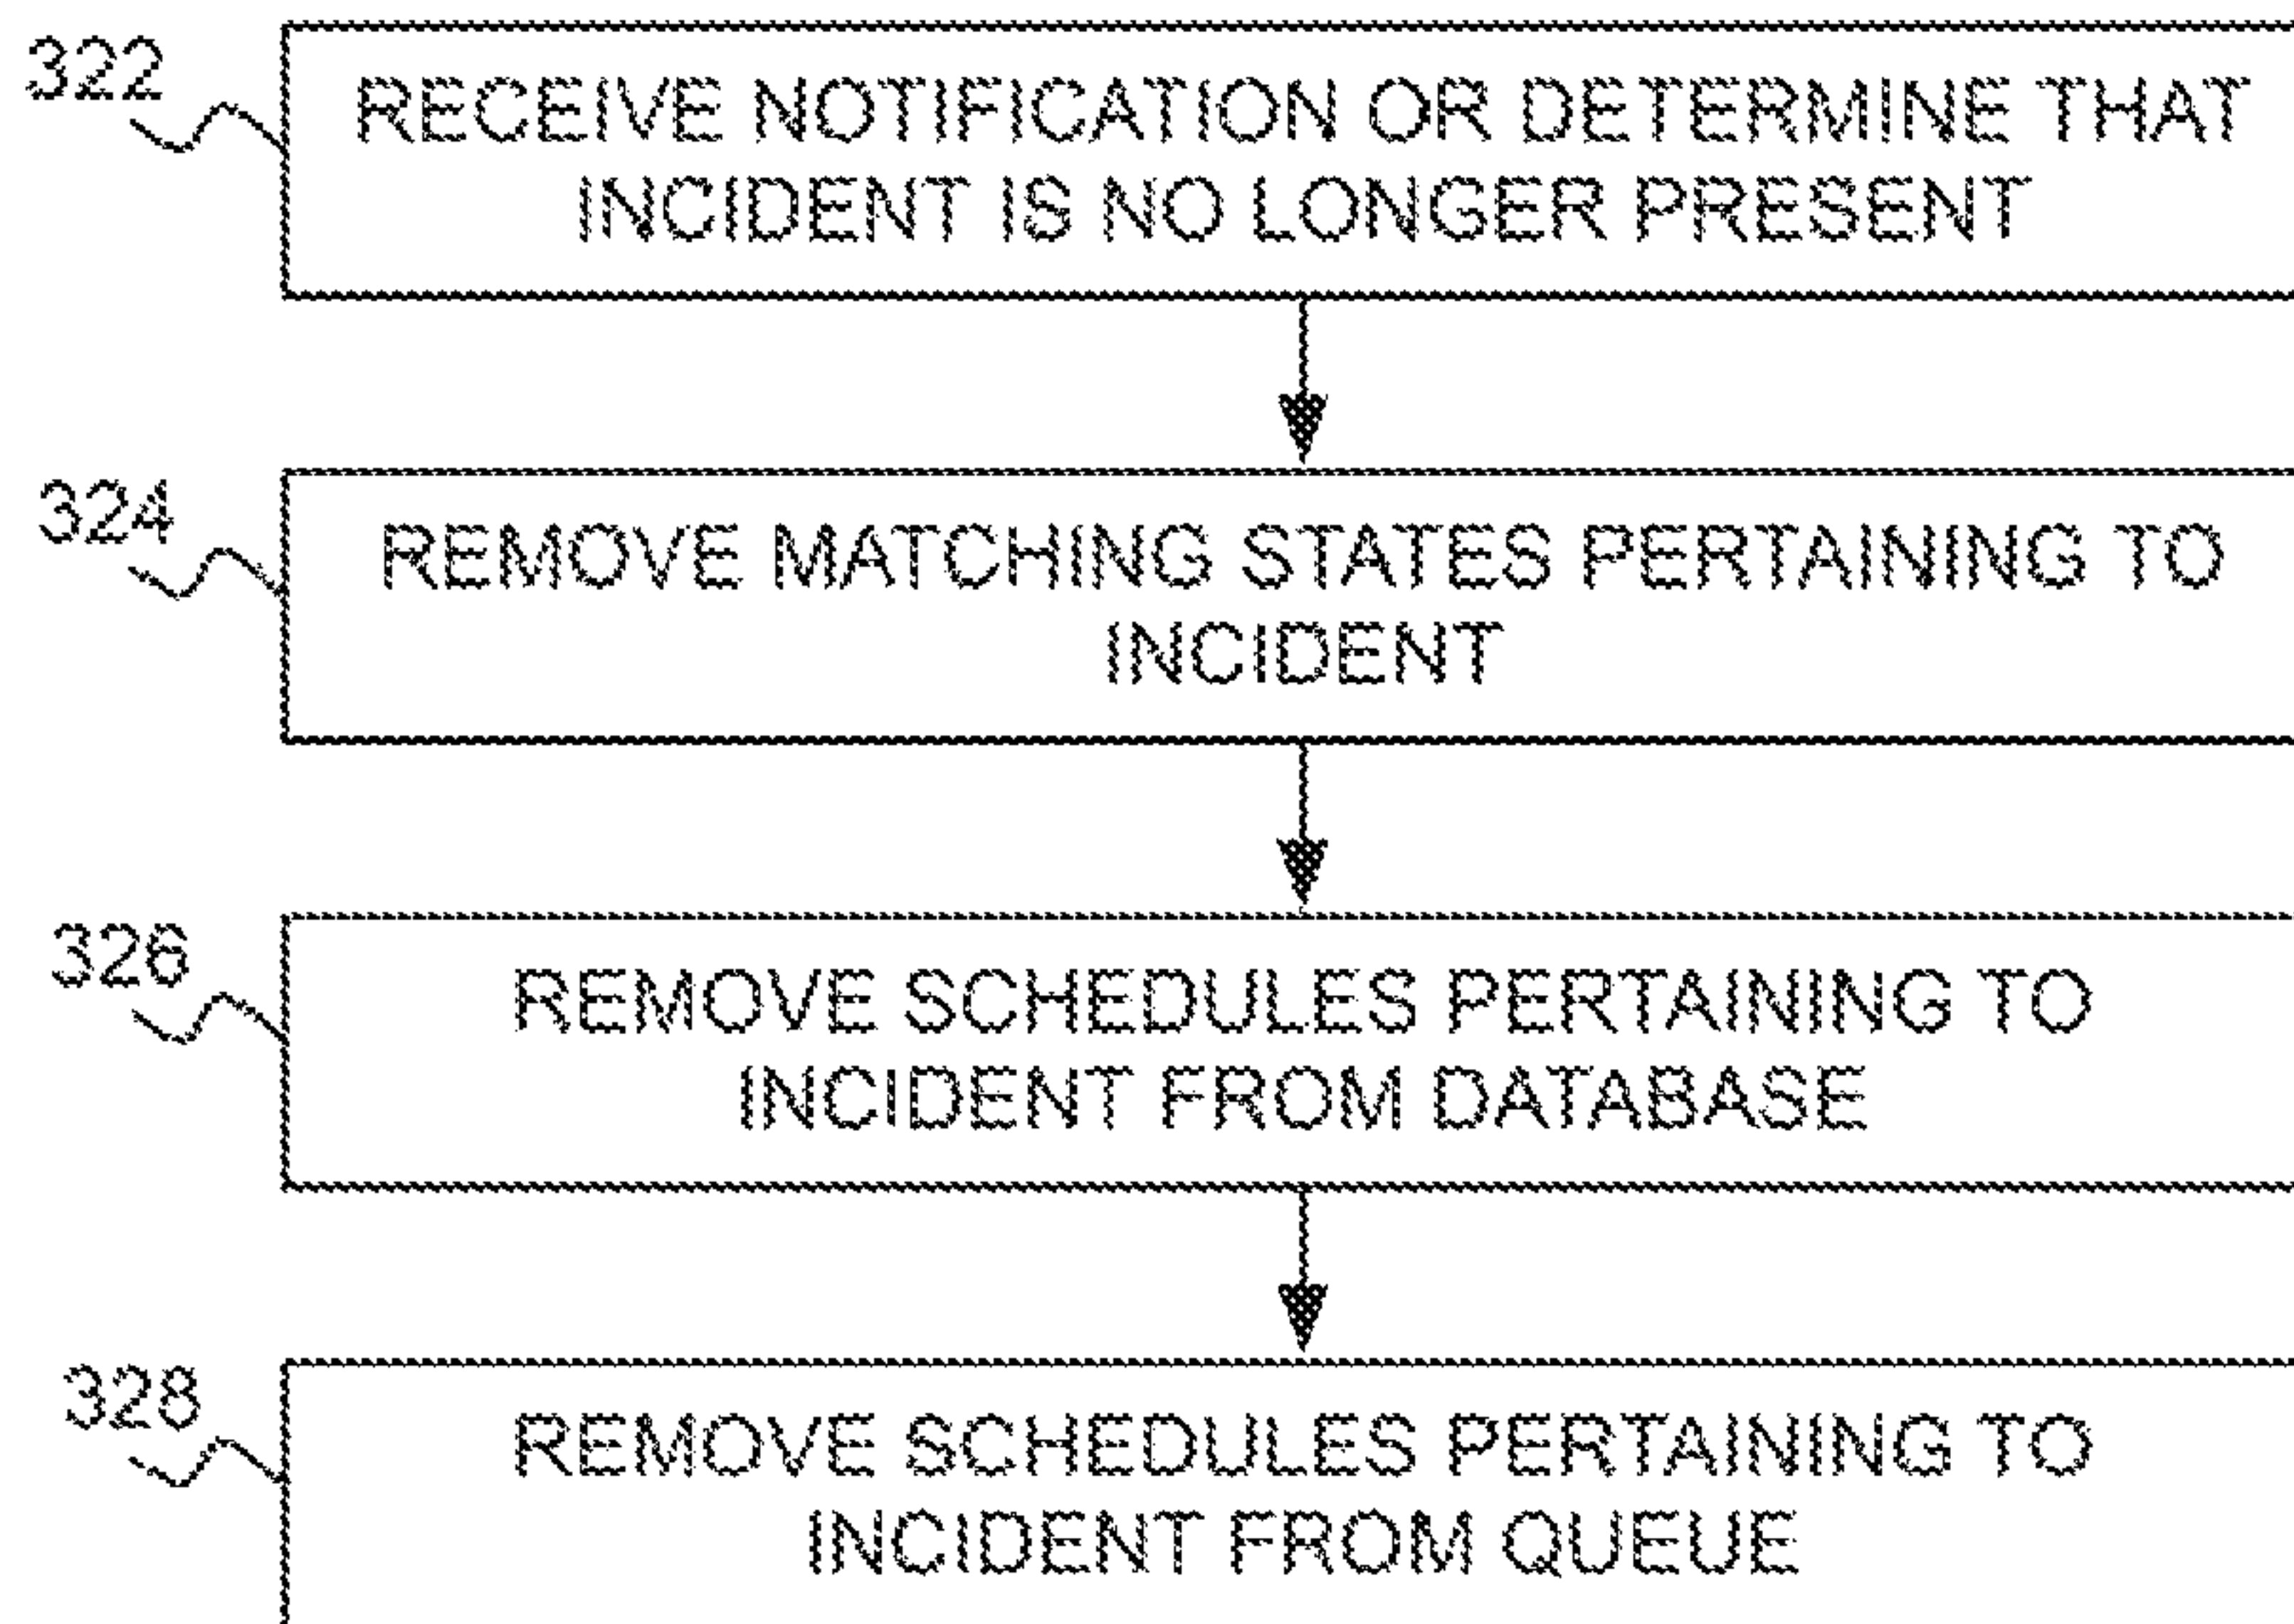 322
RECEIVE NOTIFICATION OR DETERMINE THAT
INCIDENT IS NO LONGER PRESENT
324
REMOVE MATCHING STATES PERTAINING TO
INCIDENT
326
REMOVE SCHEDULES PERTAINING TO
INCIDENT FROM DATABASE
328
REMOVE SCHEDULES PERTAINING TO
INCIDENT FROM QUEUE